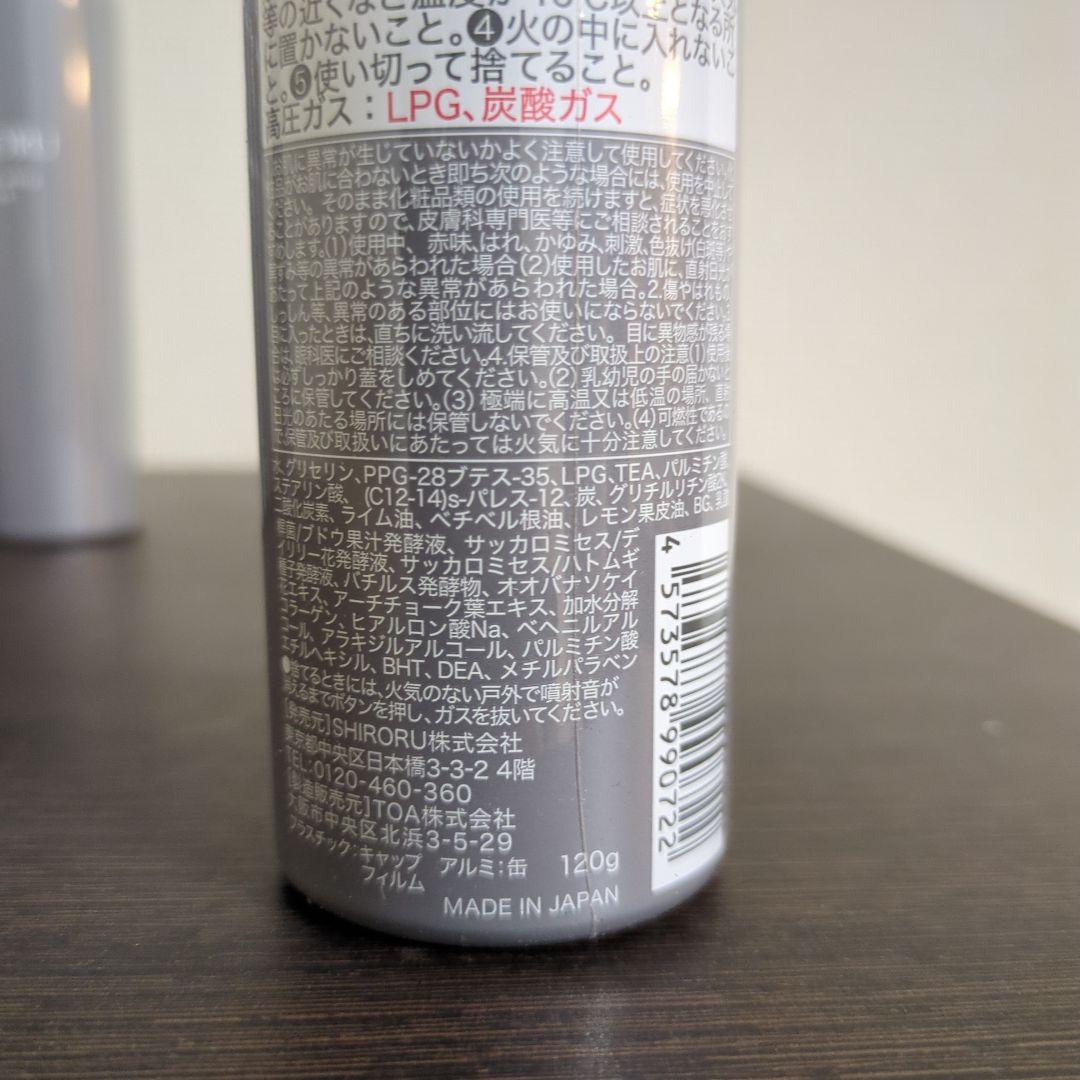 等の近くなど温度が40℃以上となる所
に置かないこと。❹火の中に入れないこ
と。❺使い切って捨てること。
高圧ガス：LPG、炭酸ガス
お肌に異常が生じていないかよく注意して使用してください。
品がお肌に合わないとき即ち次のような場合には、使用を中止して
ください。そのまま化粧品類の使用を続けますと、症状を悪化させ
ことがありますので、皮膚科専門医等にご相談されることをおす
すめします。(1)使用中、赤味、はれ、かゆみ、刺激、色抜け(白斑等)や
黒ずみ等の異常があらわれた場合(2)使用したお肌に、直射日光が
あたって上記のような異常があらわれた場合。2.傷やはれもの、
しっしん等、異常のある部位にはお使いにならないでください。
に入ったときは、直ちに洗い流してください。目に異物感が残る場
合は、眼科医にご相談ください。4.保管及び取扱上の注意(1)使用後
は必ずしっかり蓋をしめてください。(2)乳幼児の手の届かないと
ころに保管してください。(3)極端に高温又は低温の場所、直射
日光のあたる場所には保管しないでください。(4)可燃性であるの
で、保管及び取扱いにあたっては火気に十分注意してください。
水、グリセリン、PPG-28ブテス-35、LPG、TEA、パルミチン酸、
ステアリン酸、(C12-14)s-パレス-12、炭、グリチルリチン酸2K、
二酸化炭素、ライム油、ベチベル根油、レモン果皮油、BG、乳酸
桿菌/ブドウ果汁発酵液、サッカロミセス/デ
イリリー花発酵液、サッカロミセス/ハトムギ
種子発酵液、バチルス発酵物、オオバナソケイ
花エキス、アーチチョーク葉エキス、加水分解
コラーゲン、ヒアルロン酸Na、ベヘニルアル
コール、アラキジルアルコール、パルミチン酸
エチルヘキシル、BHT、DEA、メチルパラベン
●捨てるときには、火気のない戸外で噴射音が
消えるまでボタンを押し、ガスを抜いてください。
[発売元]SHIRORU株式会社
東京都中央区日本橋3-3-2 4階
TEL:0120-460-360
[製造販売元]TOA株式会社
大阪市中央区北浜3-5-29
プラスチック：キャップ アルミ：缶 120g
フィルム
MADE IN JAPAN
4 573578 990722